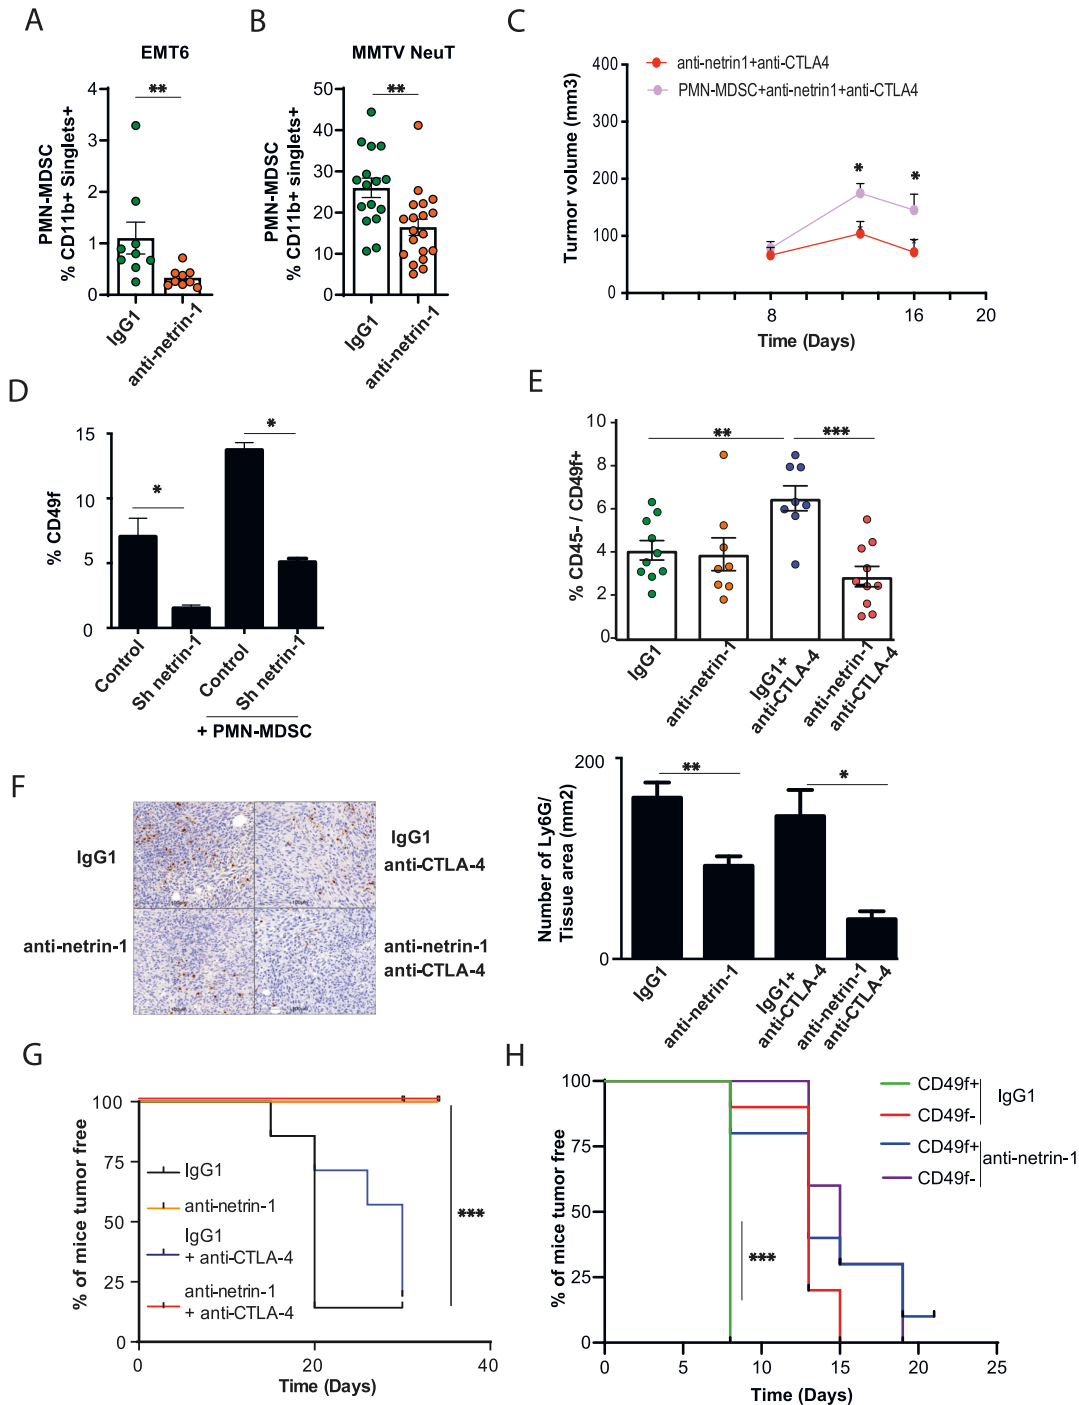 A
EMT6
**
PMN-MDSC
% CD11b+ Singlets+
4
3
2
1
0
IgG1
anti-netrin-1
B
MMTV NeuT
**
PMN-MDSC
% CD11b+ singlets+
50
40
30
20
10
0
IgG1
anti-netrin-1
C
anti-netrin1+anti-CTLA4
PMN-MDSC+anti-netrin1+anti-CTLA4
Turmor volume (mm3)
400
300
200
100
0
*
*
8
16
20
Time (Days)
D
% CD49f
15
10
5
0
*
*
Control
Sh netrin-1
Control
Sh netrin-1
+ PMN-MDSC
E
% CD45- / CD49f+
10
8
6
4
2
0
**
***
IgG1
anti-netrin-1
IgG1+
anti-CTLA-4
anti-netrin-1
anti-CTLA-4
F
IgG1
IgG1
anti-CTLA-4
anti-netrin-1
anti-netrin-1
anti-CTLA-4
Number of Ly6G/
Tissue area (mm2)
200
0
**
*
IgG1
anti-netrin-1
IgG1+
anti-CTLA-4
anti-netrin-1
anti-CTLA-4
G
% of mice tumor free
100
75
50
25
0
IgG1
anti-netrin-1
IgG1
+ anti-CTLA-4
anti-netrin-1
+ anti-CTLA-4
***
0
20
40
Time (Days)
H
% of mice tumor free
100
80
60
40
20
0
CD49f+
CD49f-
IgG1
CD49f+
CD49f-
anti-netrin-1
***
0
5
10
15
20
25
Time (Days)